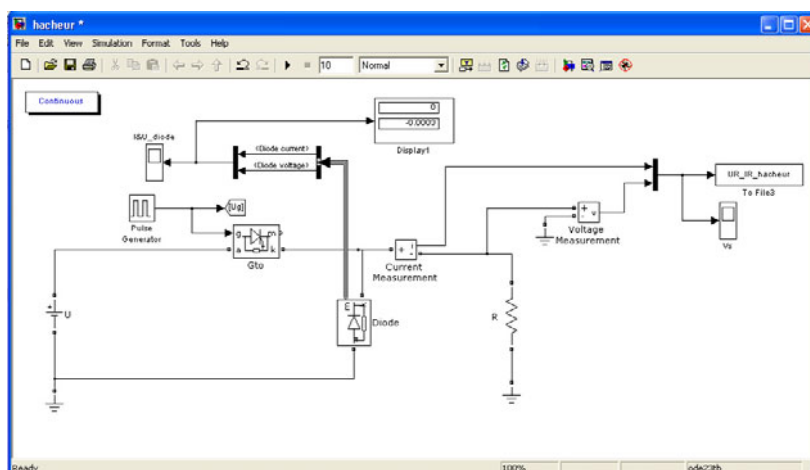 hacheur *
File Edit View Simulation Format Tools Help
10 Normal
Continuous
I&U_diode
<Diode current>
<Diode voltage>
0
-0.0003
Display1
Pulse
Generator
[Ug]
g m
a k
Gto
+ i
-
Current
Measurement
+ v
-
Voltage
Measurement
UR_IR_hacheur
To File3
Vs
+
U
E
Diode
R
Ready 100% ode23tb